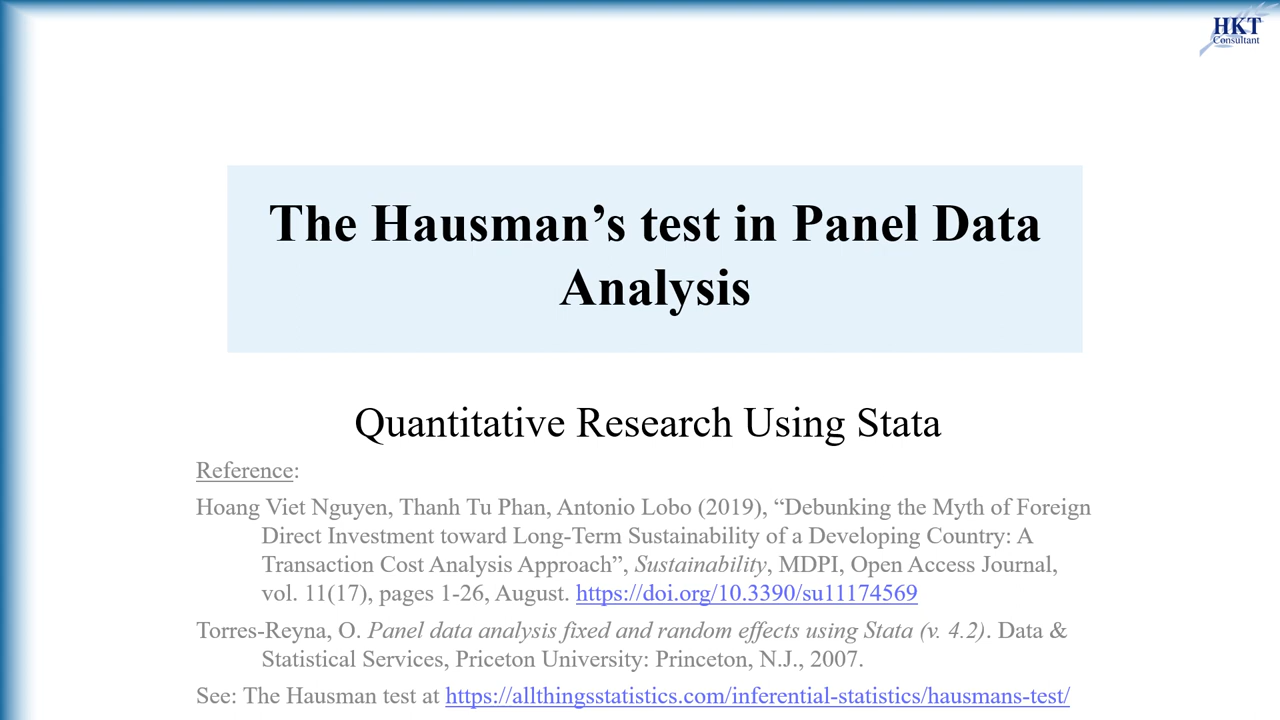 HKT
Consultant
The Hausman’s test in Panel Data
Analysis
Quantitative Research Using Stata
Reference:
Hoang Viet Nguyen, Thanh Tu Phan, Antonio Lobo (2019), “Debunking the Myth of Foreign
Direct Investment toward Long-Term Sustainability of a Developing Country: A
Transaction Cost Analysis Approach”, Sustainability, MDPI, Open Access Journal,
vol. 11(17), pages 1-26, August. https://doi.org/10.3390/su11174569
Torres-Reyna, O. Panel data analysis fixed and random effects using Stata (v. 4.2). Data &
Statistical Services, Priceton University: Princeton, N.J., 2007.
See: The Hausman test at https://allthingsstatistics.com/inferential-statistics/hausmans-test/